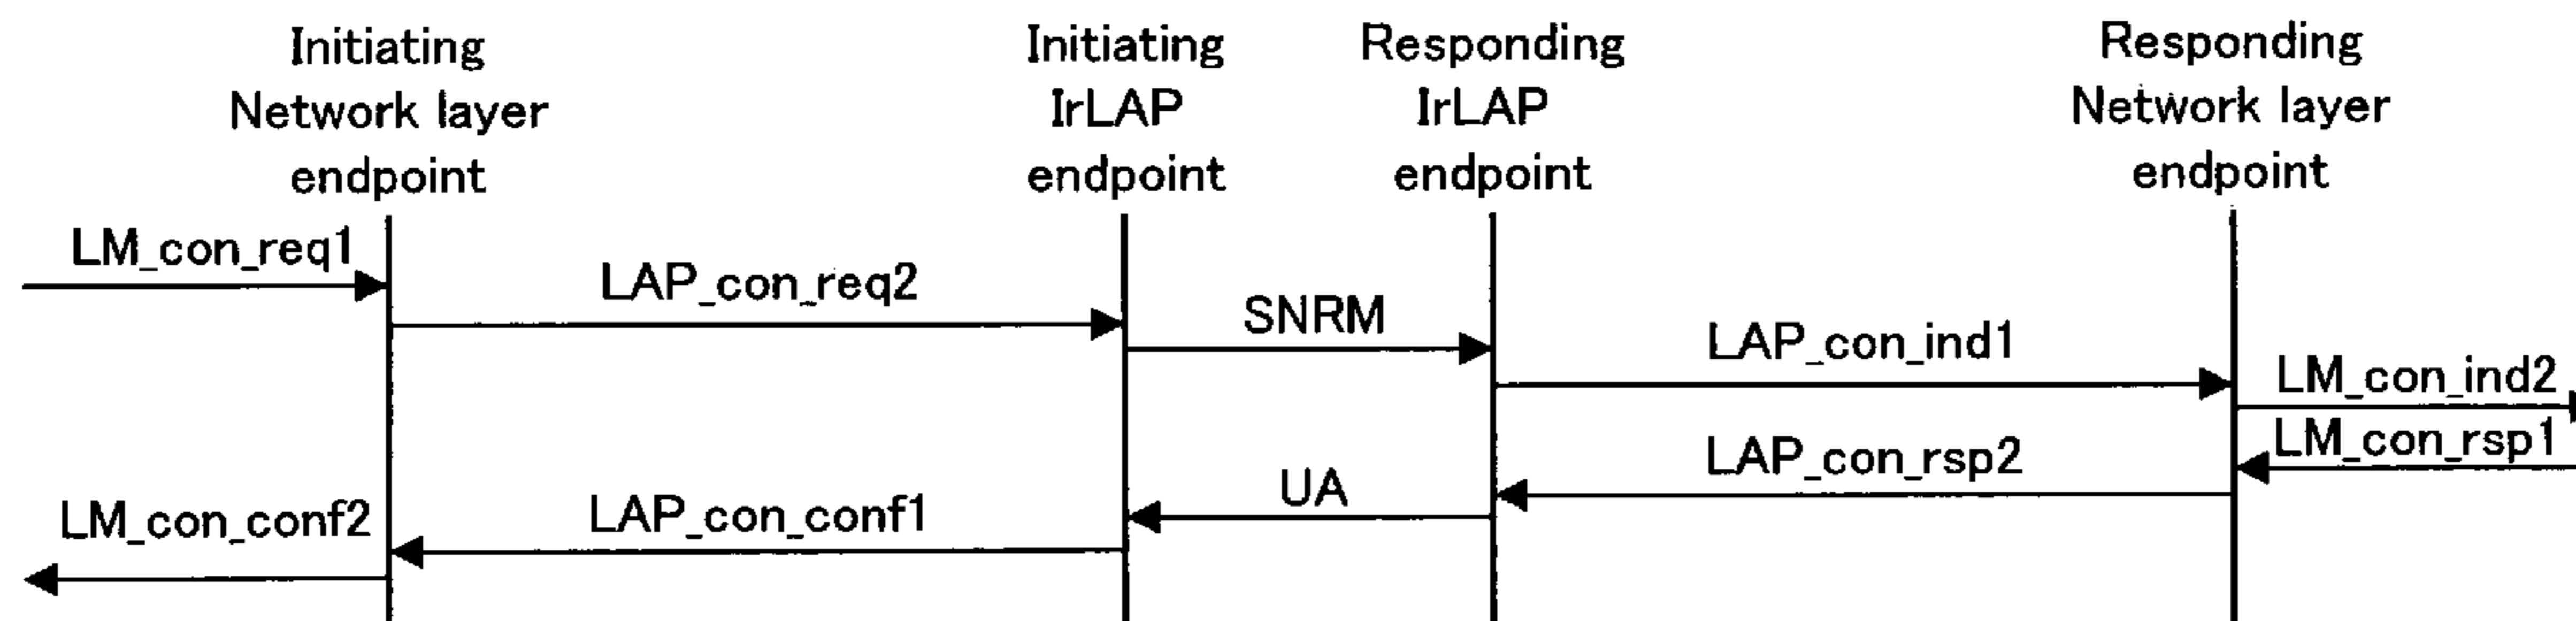 Initiating
Network layer
endpoint
Initiating
IrLAP
endpoint
Responding
IrLAP
endpoint
Responding
Network layer
endpoint
LM_con_req1
LAP_con_req2
SNRM
LAP_con_ind1
LM_con_ind2
LM_con_rsp1
LAP_con_rsp2
UA
LAP_con_conf1
LM_con_conf2